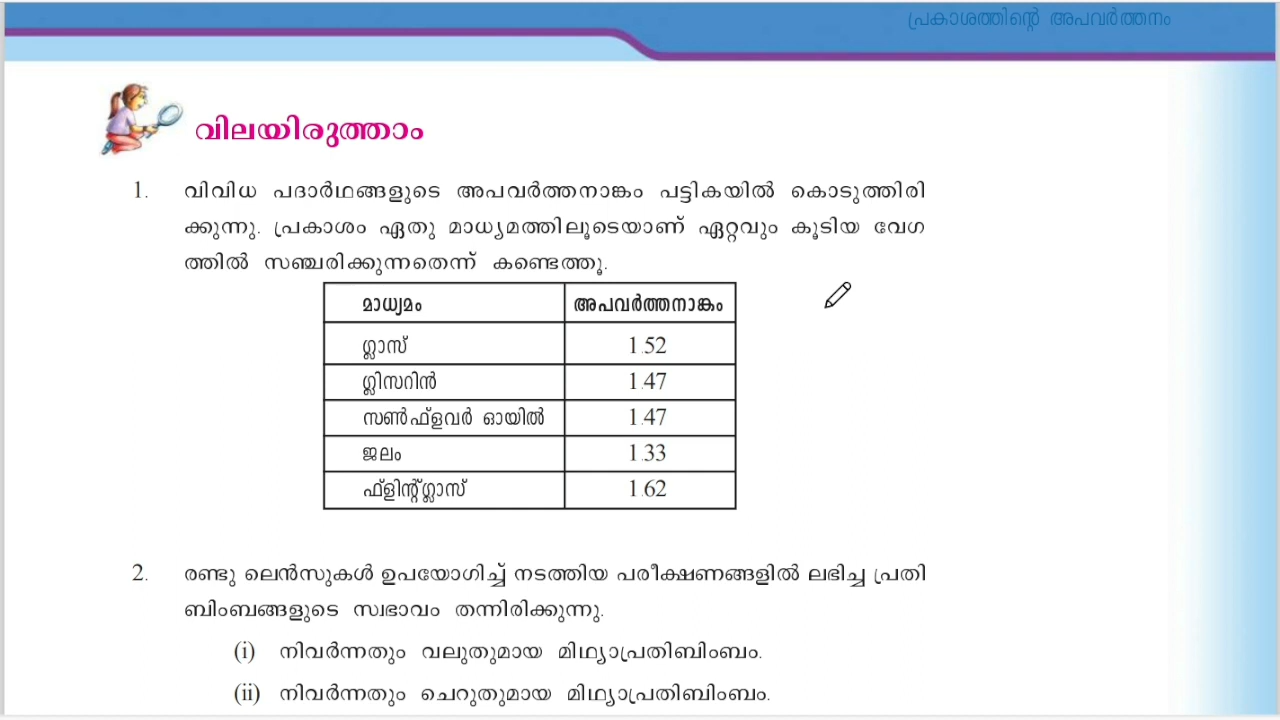 പ്രകാശത്തിന്റെ അപവർത്തനം
വിലയിരുത്താം
1. വിവിധ പദാർഥങ്ങളുടെ അപവർത്തനാങ്കം പട്ടികയിൽ കൊടുത്തിരി
ക്കുന്നു. പ്രകാശം ഏതു മാധ്യമത്തിലൂടെയാണ് ഏറ്റവും കൂടിയ വേഗ
ത്തിൽ സഞ്ചരിക്കുന്നതെന്ന് കണ്ടെത്തൂ.
മാധ്യമം അപവർത്തനാങ്കം
ഗ്ലാസ് 1.52
ഗ്ലിസറിൻ 1.47
സൺഫ്ളവർ ഓയിൽ 1.47
ജലം 1.33
ഫ്ളിന്റ്ഗ്ലാസ് 1.62
2. രണ്ടു ലെൻസുകൾ ഉപയോഗിച്ച് നടത്തിയ പരീക്ഷണങ്ങളിൽ ലഭിച്ച പ്രതി
ബിംബങ്ങളുടെ സ്വഭാവം തന്നിരിക്കുന്നു.
(i) നിവർന്നതും വലുതുമായ മിഥ്യാപ്രതിബിംബം.
(ii) നിവർന്നതും ചെറുതുമായ മിഥ്യാപ്രതിബിംബം.